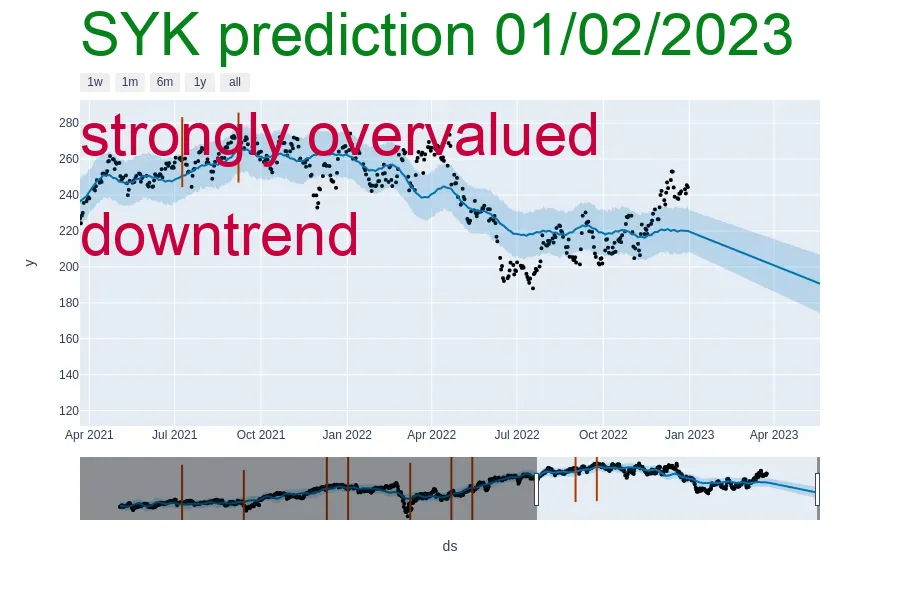 SYK prediction 01/02/2023
1w 1m 6m 1y all
strongly overvalued
downtrend
280
260
240
220
200
180
160
140
120
y
Apr 2021 Jul 2021 Oct 2021 Jan 2022 Apr 2022 Jul 2022 Oct 2022 Jan 2023 Apr 2023
ds